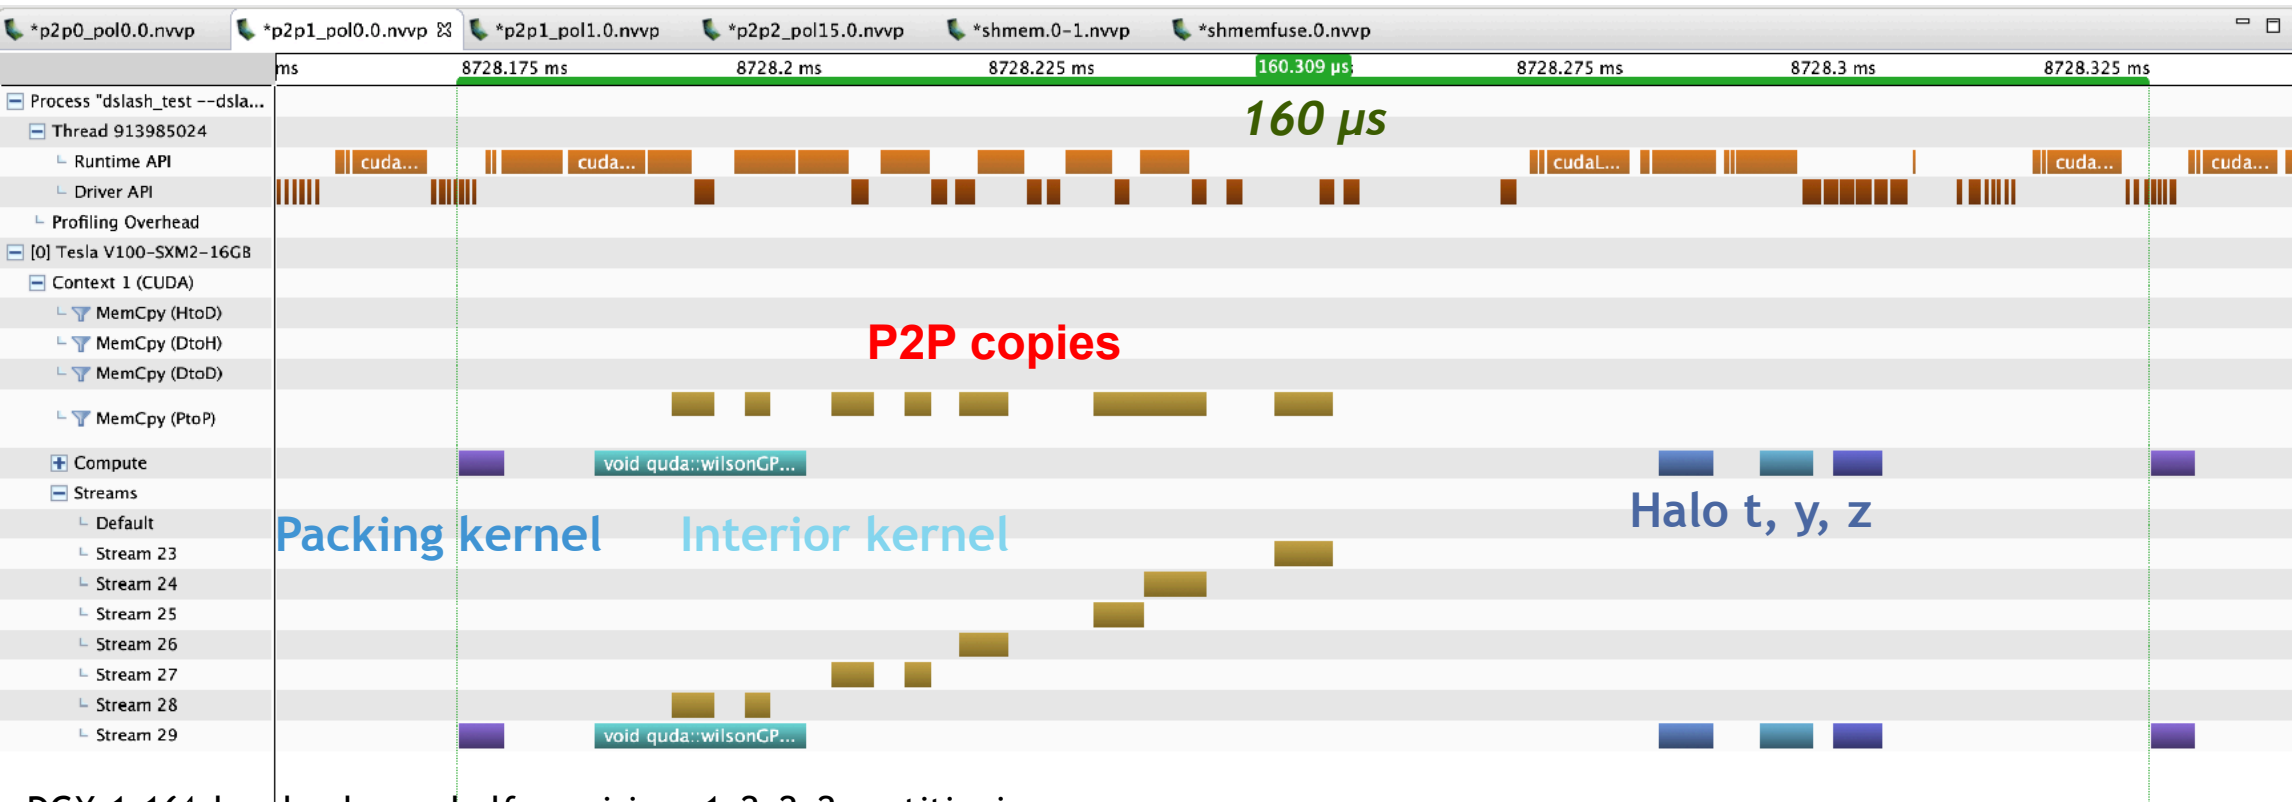 *p2p0_pol0.0.nvvp *p2p1_pol0.0.nvvp *p2p1_pol1.0.nvvp *p2p2_pol15.0.nvvp *shmem.0-1.nvvp *shmemfuse.0.nvvp
ms 8728.175 ms 8728.2 ms 8728.225 ms 160.309 µs 8728.275 ms 8728.3 ms 8728.325 ms
Process "dslash_test --dsla...
160 µs
Thread 913985024
Runtime API cuda... cuda... cudaL... cuda... cuda...
Driver API
Profiling Overhead
[0] Tesla V100-SXM2-16GB
Context 1 (CUDA)
MemCpy (HtoD)
MemCpy (DtoH)
P2P copies
MemCpy (DtoD)
MemCpy (PtoP)
Compute void quda::wilsonGP...
Streams
Halo t, y, z
Default
Packing kernel Interior kernel
Stream 23
Stream 24
Stream 25
Stream 26
Stream 27
Stream 28
Stream 29 void quda::wilsonGP...